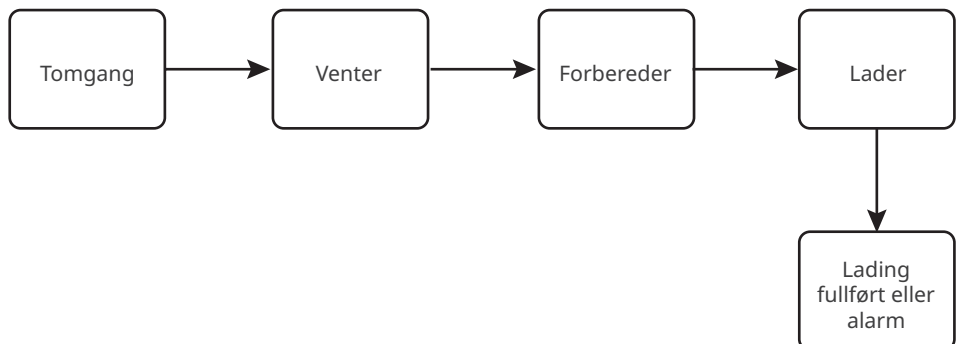 Tomgang
Venter
Forbereder
Lader
Lading
fullført eller
alarm